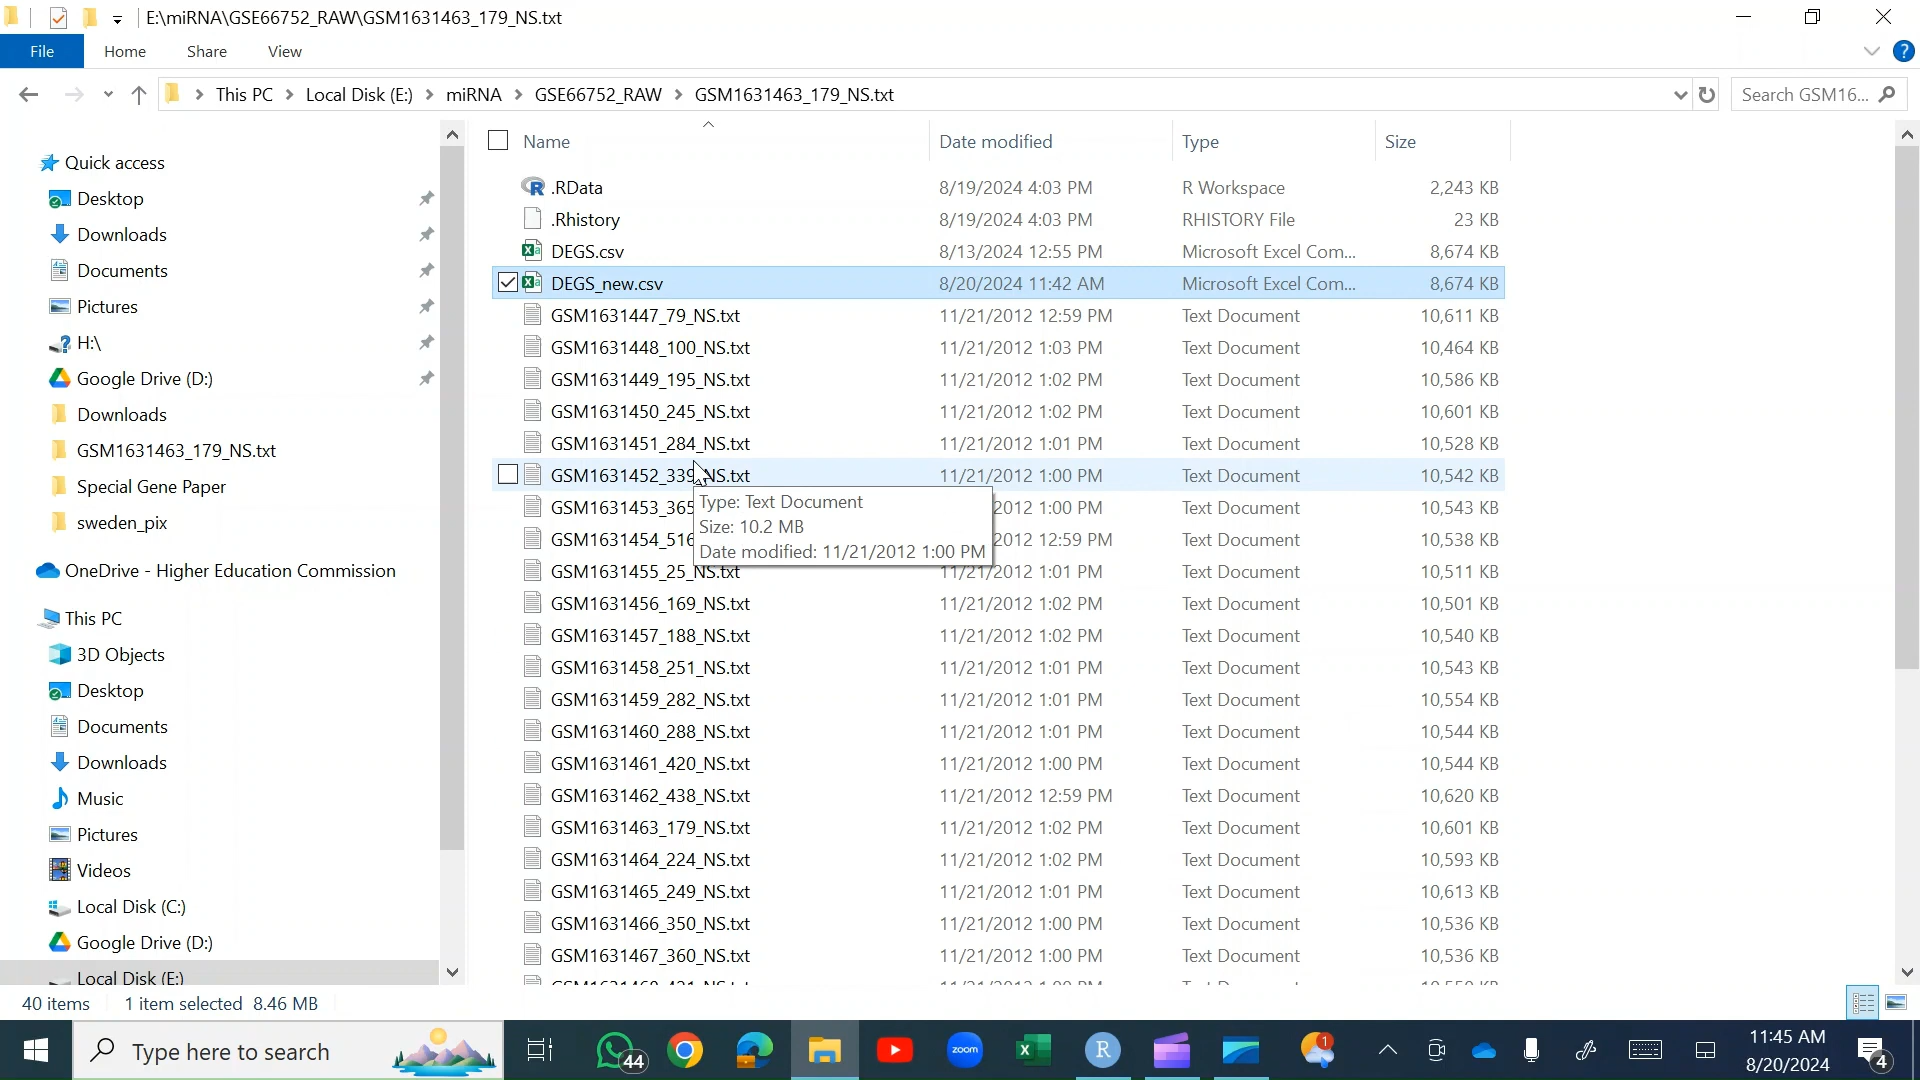 E:\miRNA\GSE66752_RAW\GSM1631463_179_NS.txt
File Home Share View
This PC Local Disk (E:) miRNA GSE66752_RAW GSM1631463_179_NS.txt Search GSM16...
Name Date modified Type Size
Quick access
Desktop
Downloads
Documents
Pictures
H:\
Google Drive (D:)
Downloads
GSM1631463_179_NS.txt
Special Gene Paper
sweden_pix
OneDrive - Higher Education Commission
This PC
3D Objects
Desktop
Documents
Downloads
Music
Pictures
Videos
Local Disk (C:)
Google Drive (D:)
Local Disk (E:)
.RData 8/19/2024 4:03 PM R Workspace 2,243 KB
.Rhistory 8/19/2024 4:03 PM RHISTORY File 23 KB
DEGS.csv 8/13/2024 12:55 PM Microsoft Excel Com... 8,674 KB
DEGS_new.csv 8/20/2024 11:42 AM Microsoft Excel Com... 8,674 KB
GSM1631447_79_NS.txt 11/21/2012 12:59 PM Text Document 10,611 KB
GSM1631448_100_NS.txt 11/21/2012 1:03 PM Text Document 10,464 KB
GSM1631449_195_NS.txt 11/21/2012 1:02 PM Text Document 10,586 KB
GSM1631450_245_NS.txt 11/21/2012 1:02 PM Text Document 10,601 KB
GSM1631451_284_NS.txt 11/21/2012 1:01 PM Text Document 10,528 KB
GSM1631452_339_NS.txt 11/21/2012 1:00 PM Text Document 10,542 KB
GSM1631453_365 2012 1:00 PM Text Document 10,543 KB
GSM1631454_516 2012 12:59 PM Text Document 10,538 KB
Type: Text Document
Size: 10.2 MB
Date modified: 11/21/2012 1:00 PM
GSM1631455_25_NS.txt 11/21/2012 1:01 PM Text Document 10,511 KB
GSM1631456_169_NS.txt 11/21/2012 1:02 PM Text Document 10,501 KB
GSM1631457_188_NS.txt 11/21/2012 1:02 PM Text Document 10,540 KB
GSM1631458_251_NS.txt 11/21/2012 1:01 PM Text Document 10,543 KB
GSM1631459_282_NS.txt 11/21/2012 1:01 PM Text Document 10,554 KB
GSM1631460_288_NS.txt 11/21/2012 1:01 PM Text Document 10,544 KB
GSM1631461_420_NS.txt 11/21/2012 1:00 PM Text Document 10,544 KB
GSM1631462_438_NS.txt 11/21/2012 12:59 PM Text Document 10,620 KB
GSM1631463_179_NS.txt 11/21/2012 1:02 PM Text Document 10,601 KB
GSM1631464_224_NS.txt 11/21/2012 1:02 PM Text Document 10,593 KB
GSM1631465_249_NS.txt 11/21/2012 1:01 PM Text Document 10,613 KB
GSM1631466_350_NS.txt 11/21/2012 1:00 PM Text Document 10,536 KB
GSM1631467_360_NS.txt 11/21/2012 1:00 PM Text Document 10,536 KB
40 items 1 item selected 8.46 MB
Type here to search 44 zoom R 1 11:45 AM
8/20/2024 4